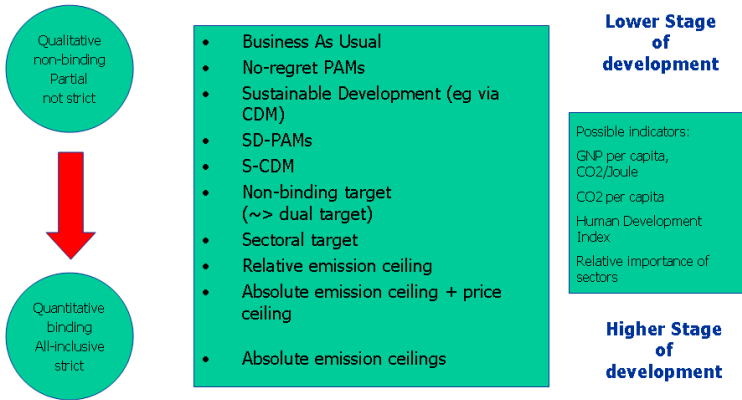 Qualitative
non-binding
Partial
not strict
Quantitative
binding
All-inclusive
strict
• Business As Usual
• No-regret PAMs
• Sustainable Development (eg via
CDM)
• SD-PAMs
• S-CDM
• Non-binding target
(~> dual target)
• Sectoral target
• Relative emission ceiling
• Absolute emission ceiling + price
ceiling
• Absolute emission ceilings
Lower Stage
of
development
Possible indicators:
GNP per capita,
CO2/Joule
CO2 per capita
Human Development
Index
Relative importance of
sectors
Higher Stage
of
development